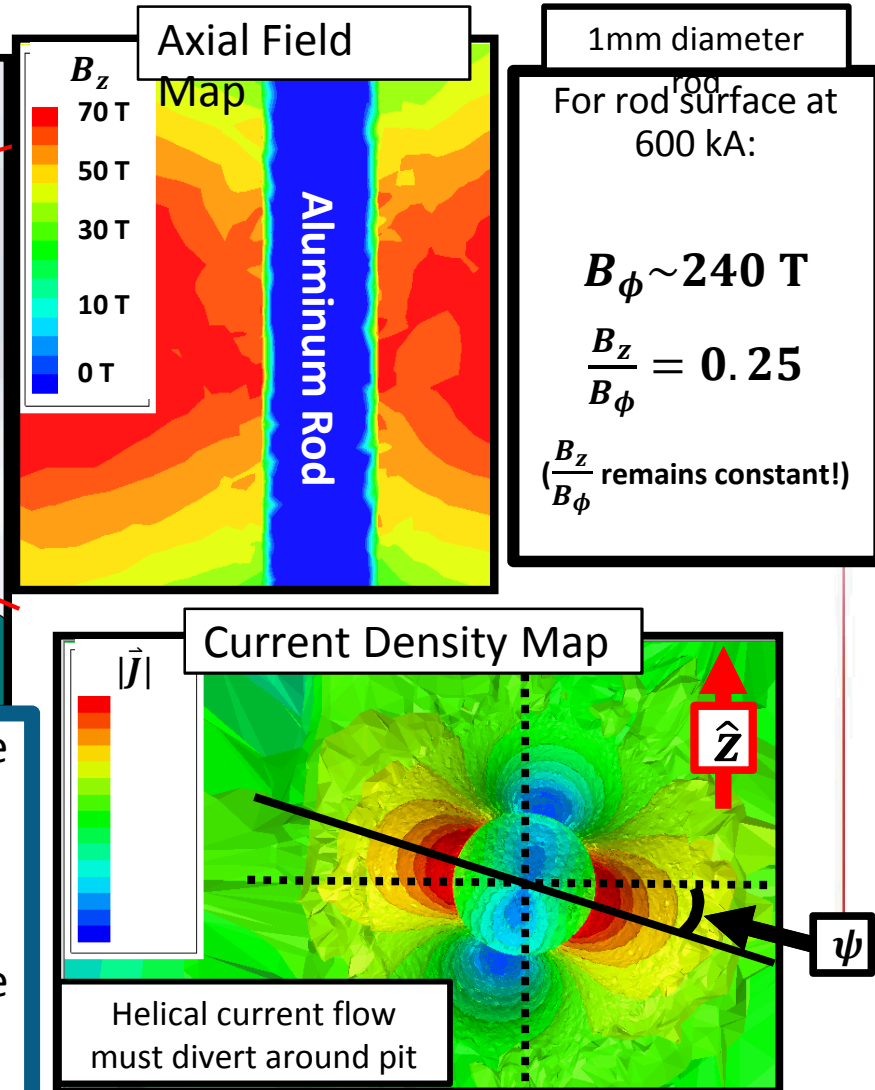 Axial Field
Map
B_z
70 T
50 T
30 T
10 T
0 T
Aluminum Rod
1mm diameter
rod
For rod surface at
600 kA:
B_ϕ~240 T
B_z/B_ϕ = 0.25
(B_z/B_ϕ remains constant!)
Current Density Map
|J⃗|
ẑ
ψ
Helical current flow
must divert around pit
e
e